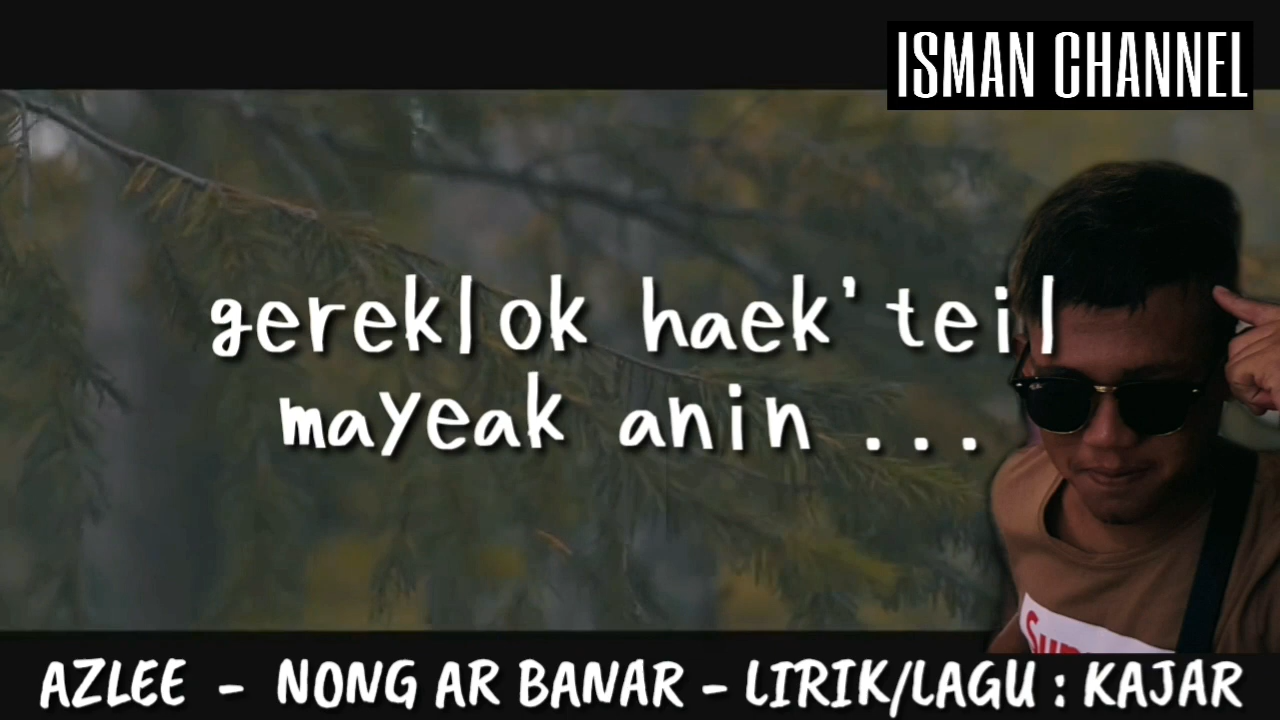 ISMAN CHANNEL
gereklok haek'teil
mayeak anin ...
AZLEE - NONG AR BANAR - LIRIK/LAGU : KAJAR